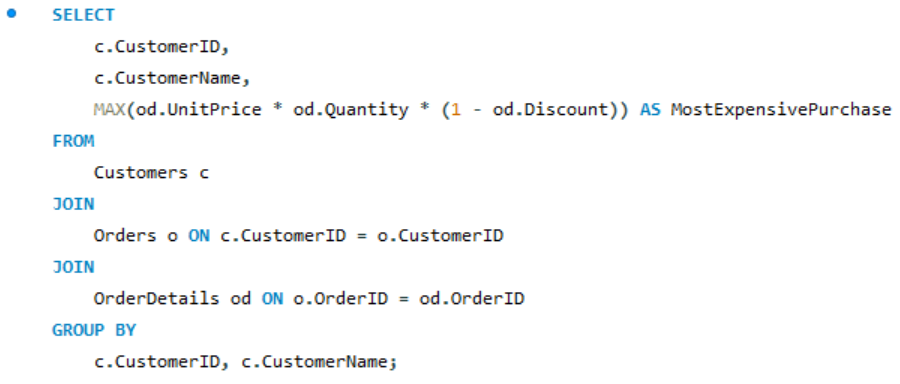 SELECT
c.CustomerID,
c.CustomerName,
MAX(od.UnitPrice * od.Quantity * (1 - od.Discount)) AS MostExpensivePurchase
FROM
Customers c
JOIN
Orders o ON c.CustomerID = o.CustomerID
JOIN
OrderDetails od ON o.OrderID = od.OrderID
GROUP BY
c.CustomerID, c.CustomerName;